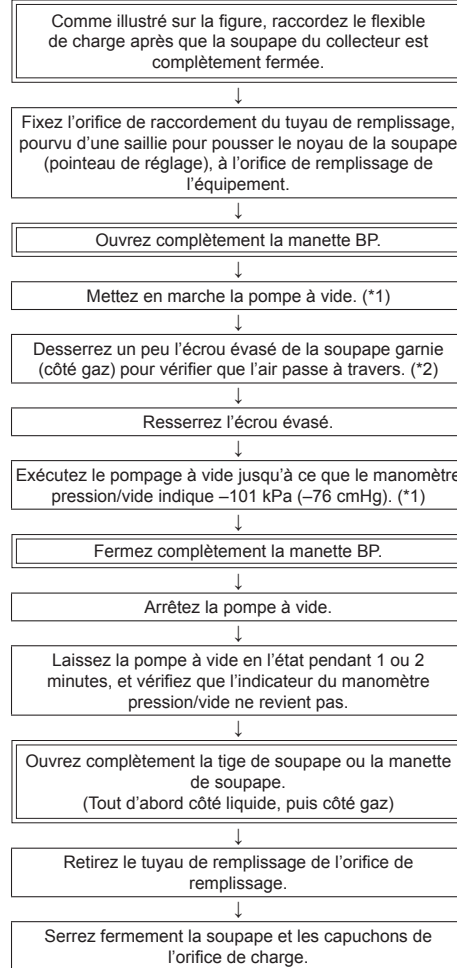 Comme illustré sur la figure, raccordez le flexible
de charge après que la soupape du collecteur est
complètement fermée.
↓
Fixez l'orifice de raccordement du tuyau de remplissage,
pourvu d'une saillie pour pousser le noyau de la soupape
(pointeau de réglage), à l'orifice de remplissage de
l'équipement.
↓
Ouvrez complètement la manette BP.
↓
Mettez en marche la pompe à vide. (*1)
↓
Desserrez un peu l'écrou évasé de la soupape garnie
(côté gaz) pour vérifier que l'air passe à travers. (*2)
↓
Resserrez l'écrou évasé.
↓
Exécutez le pompage à vide jusqu'à ce que le manomètre
pression/vide indique –101 kPa (–76 cmHg). (*1)
↓
Fermez complètement la manette BP.
↓
Arrêtez la pompe à vide.
↓
Laissez la pompe à vide en l'état pendant 1 ou 2
minutes, et vérifiez que l'indicateur du manomètre
pression/vide ne revient pas.
↓
Ouvrez complètement la tige de soupape ou la manette
de soupape.
(Tout d'abord côté liquide, puis côté gaz)
↓
Retirez le tuyau de remplissage de l'orifice de
remplissage.
↓
Serrez fermement la soupape et les capuchons de
l'orifice de charge.